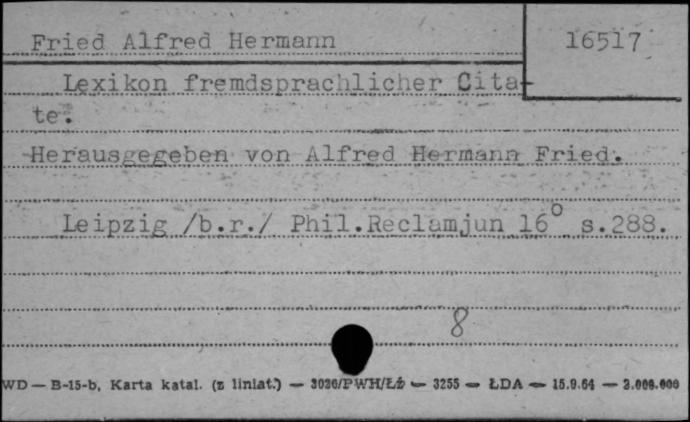 Fried Alfred Hermann
16517
Lexikon fremdsprachlicher Cita-
te.
Herausgegeben von Alfred Hermann Fried.
Leipzig /b.r./ Phil.Reclamjun 16° s.288.
8
WD — B-15-b, Karta katal. (z liniat.) — 3026/PWH/Łź — 3255 — ŁDA — 15.9.64 — 2.000.000